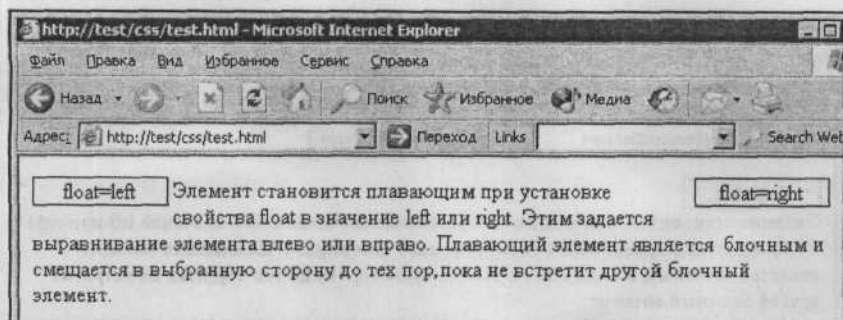 http://test/css/test.html - Microsoft Internet Explorer
Файл Правка Вид Избранное Сервис Справка
Назад Поиск Избранное Медиа
Адрес: http://test/css/test.html Переход Links Search Web
float=left Элемент становится плавающим при установке float=right
свойства float в значение left или right. Этим задается
выравнивание элемента влево или вправо. Плавающий элемент является блочным и
смещается в выбранную сторону до тех пор,пока не встретит другой блочный
элемент.